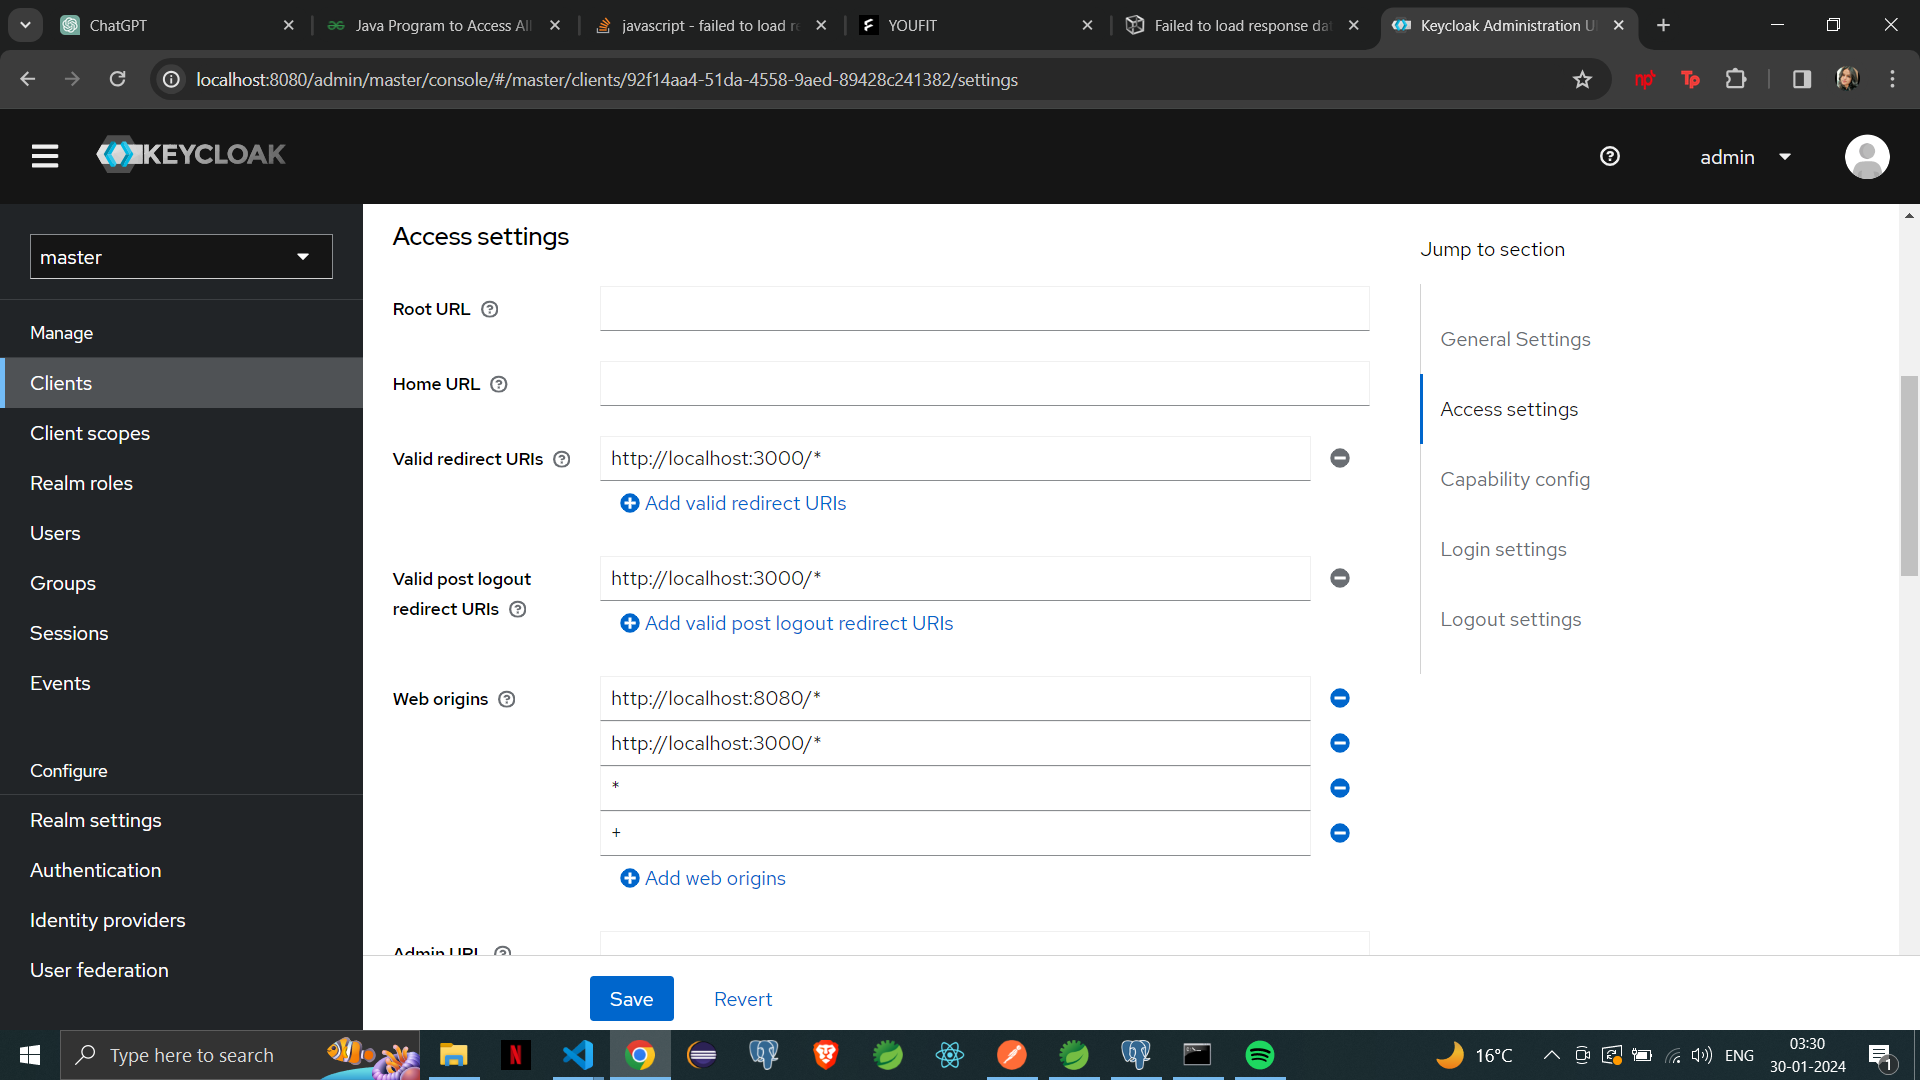 ChatGPT
Java Program to Access All
javascript - failed to load re
YOUFIT
Failed to load response dat
Keycloak Administration UI
localhost:8080/admin/master/console/#/master/clients/92f14aa4-51da-4558-9aed-89428c241382/settings
KEYCLOAK
admin
master
Manage
Clients
Client scopes
Realm roles
Users
Groups
Sessions
Events
Configure
Realm settings
Authentication
Identity providers
User federation
Access settings
Root URL
Home URL
Valid redirect URIs
http://localhost:3000/*
Add valid redirect URIs
Valid post logout
redirect URIs
http://localhost:3000/*
Add valid post logout redirect URIs
Web origins
http://localhost:8080/*
http://localhost:3000/*
*
+
Add web origins
Admin URL
Save
Revert
Jump to section
General Settings
Access settings
Capability config
Login settings
Logout settings
Type here to search
16°C
ENG
03:30
30-01-2024
1